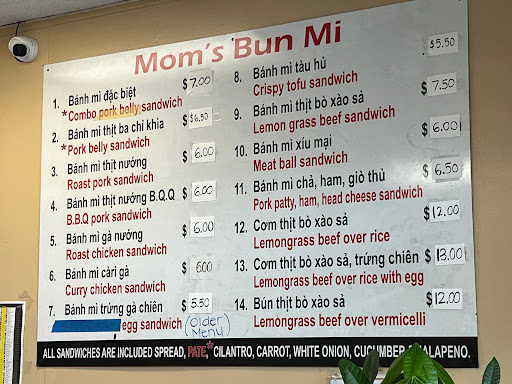 Mom's Bun Mi
1. Bánh mì đặc biệt $7.00
*Combo pork belly sandwich
2. Bánh mì thịt ba chỉ khìa $6.50
*Pork belly sandwich
3. Bánh mì thịt nướng $6.00
Roast pork sandwich
4. Bánh mì thịt nướng B.B.Q $6.00
B.B.Q pork sandwich
5. Bánh mì gà nướng $6.00
Roast chicken sandwich
6. Bánh mì càri gà $6.00
Curry chicken sandwich
7. Bánh mì trứng gà chiên $5.50
egg sandwich (Older Menu)
8. Bánh mì tàu hủ $5.50
Crispy tofu sandwich
9. Bánh mì thịt bò xào sả $7.50
Lemon grass beef sandwich
10. Bánh mì xíu mại $6.00
Meat ball sandwich
11. Bánh mì chả, ham, giò thủ $6.50
Pork patty, ham, head cheese sandwich
12. Cơm thịt bò xào sả $12.00
Lemongrass beef over rice
13. Cơm thịt bò xào sả, trứng chiên $13.00
Lemongrass beef over rice with egg
14. Bún thịt bò xào sả $12.00
Lemongrass beef over vermicelli
ALL SANDWICHES ARE INCLUDED SPREAD, PATE*, CILANTRO, CARROT, WHITE ONION, CUCUMBER & JALAPENO.